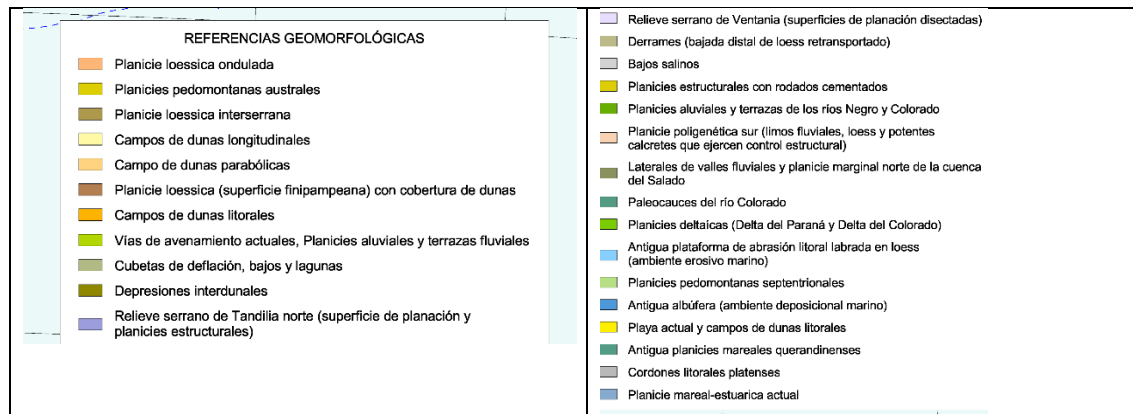 REFERENCIAS GEOMORFOLÓGICAS
Planicie loessica ondulada
Planicies pedomontanas australes
Planicie loessica interserrana
Campos de dunas longitudinales
Campo de dunas parabólicas
Planicie loessica (superficie finipampeana) con cobertura de dunas
Campos de dunas litorales
Vías de avenamiento actuales, Planicies aluviales y terrazas fluviales
Cubetas de deflación, bajos y lagunas
Depresiones interdunales
Relieve serrano de Tandilia norte (superficie de planación y
planicies estructurales)
Relieve serrano de Ventania (superficies de planación disectadas)
Derrames (bajada distal de loess retransportado)
Bajos salinos
Planicies estructurales con rodados cementados
Planicies aluviales y terrazas de los ríos Negro y Colorado
Planicie poligenética sur (limos fluviales, loess y potentes
calcretes que ejercen control estructural)
Laterales de valles fluviales y planicie marginal norte de la cuenca
del Salado
Paleocauces del río Colorado
Planicies deltaícas (Delta del Paraná y Delta del Colorado)
Antigua plataforma de abrasión litoral labrada en loess
(ambiente erosivo marino)
Planicies pedomontanas septentrionales
Antigua albúfera (ambiente deposicional marino)
Playa actual y campos de dunas litorales
Antigua planicies mareales querandinenses
Cordones litorales platenses
Planicie mareal-estuarica actual